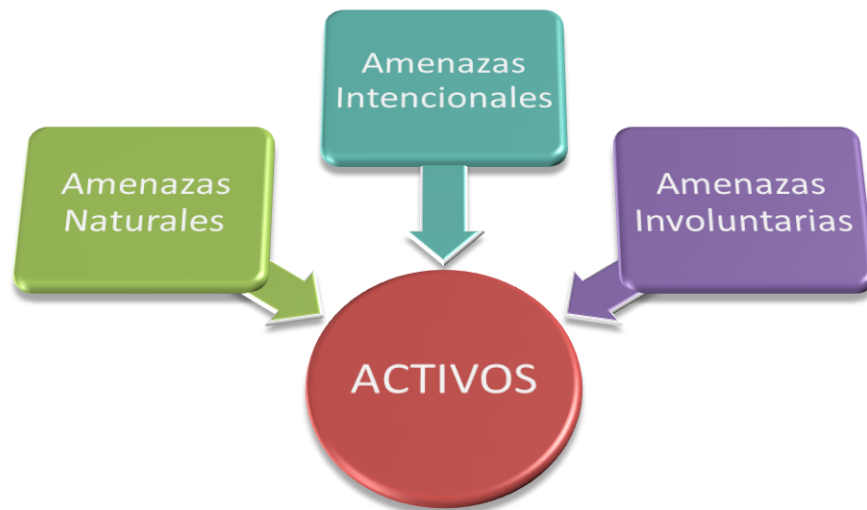 Amenazas
Naturales
Amenazas
Intencionales
Amenazas
Involuntarias
ACTIVOS